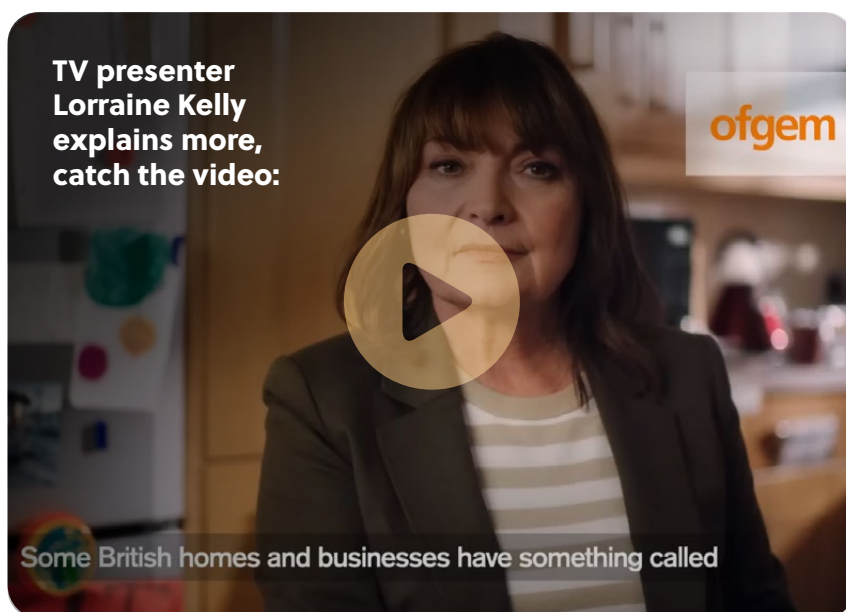 TV presenter
Lorraine Kelly
explains more,
catch the video:
ofgem
Some British homes and businesses have something called